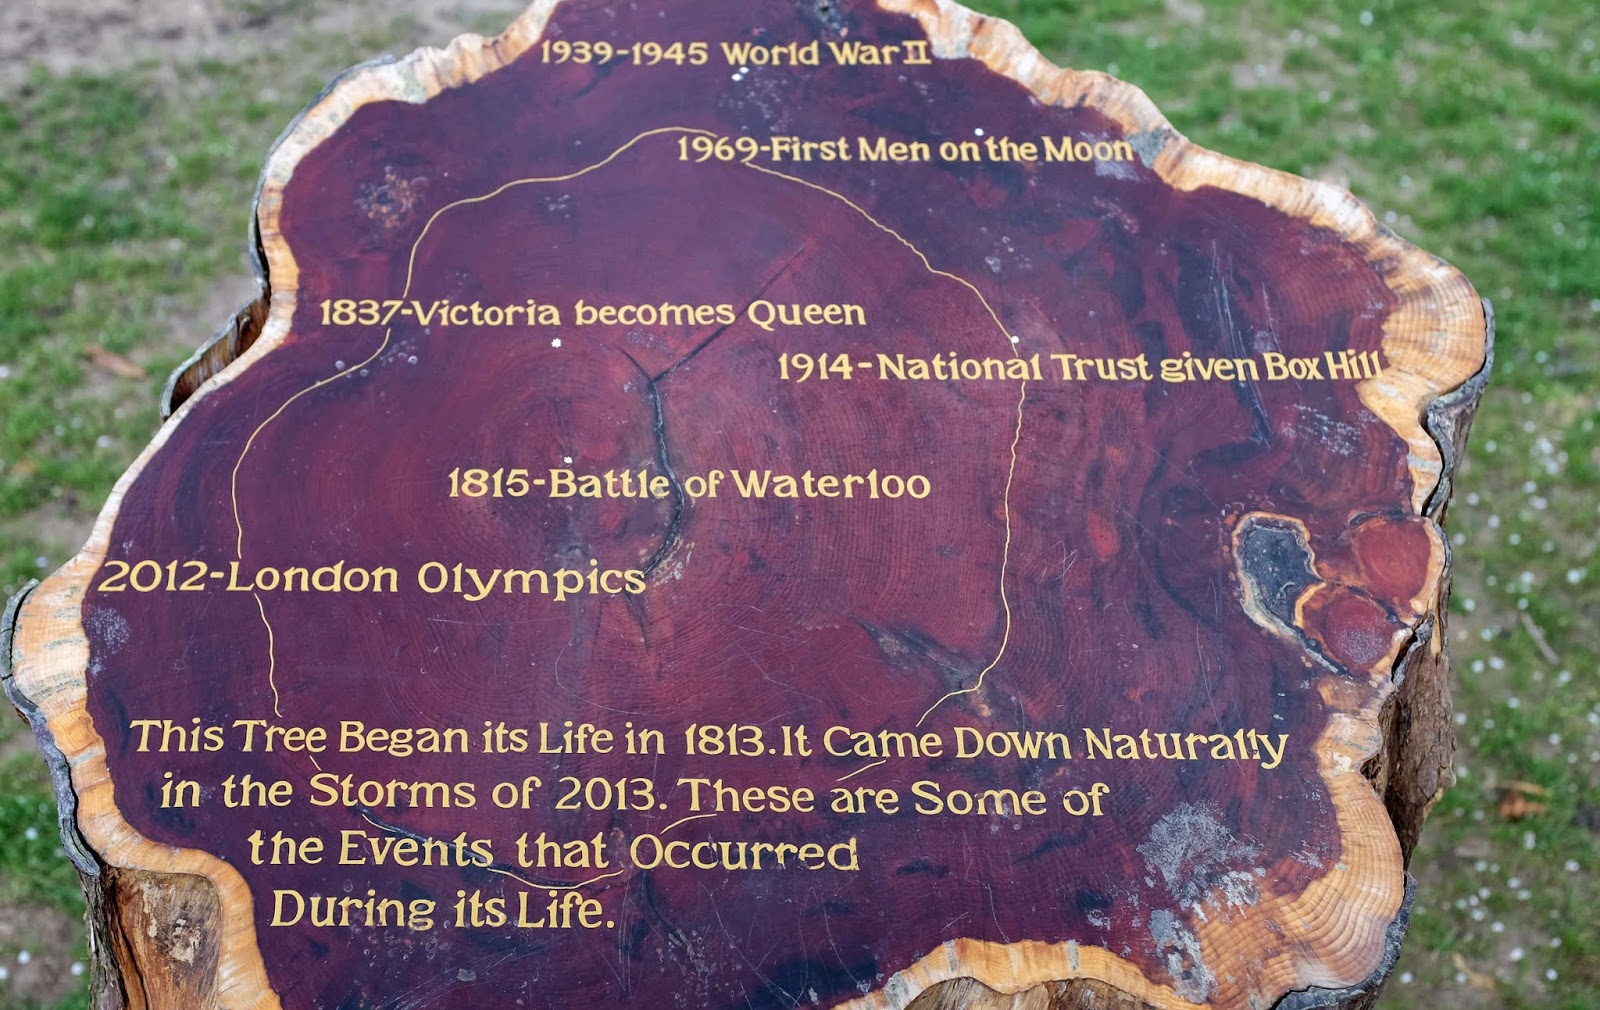 1939-1945 World War II
1969-First Men on the Moon
1837-Victoria becomes Queen
1914-National Trust given Box Hill
1815-Battle of Waterloo
2012-London Olympics
This Tree Began its Life in 1813. It Came Down Naturally
in the Storms of 2013. These are Some of
the Events that Occurred
During its Life.